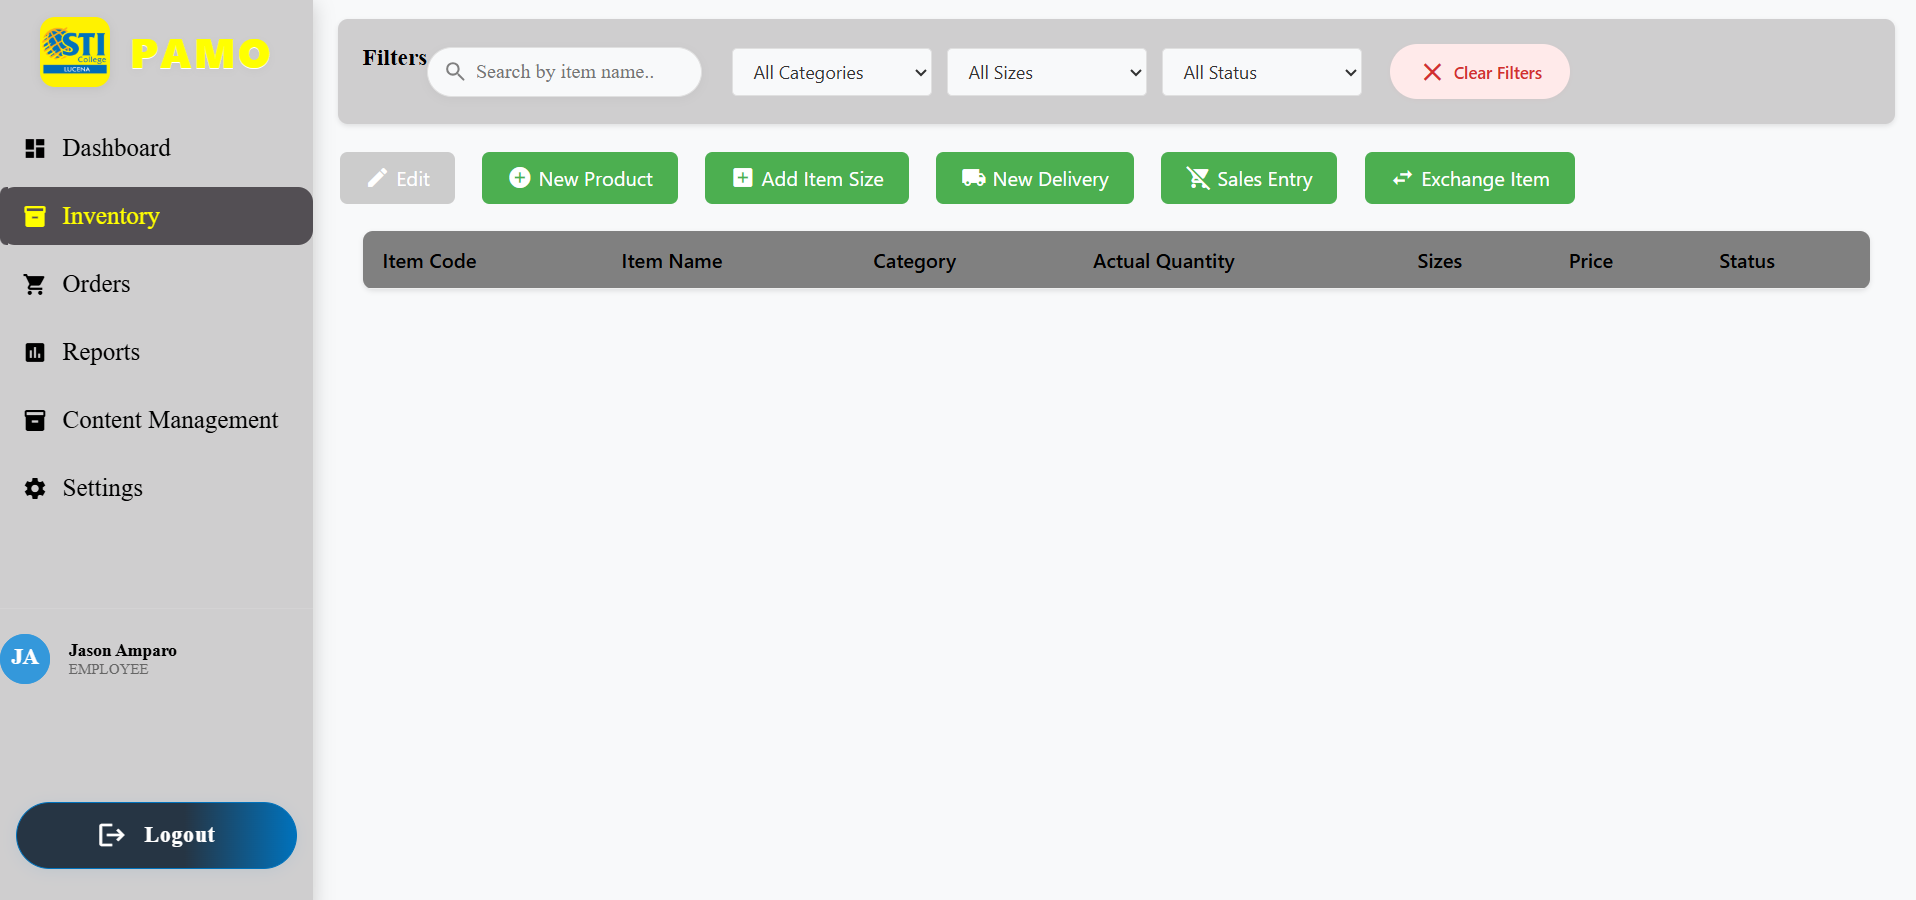 STI
College
LUCENA
PAMO
Dashboard
Inventory
Orders
Reports
Content Management
Settings
JA
Jason Amparo
EMPLOYEE
Logout
Filters
Search by item name..
All Categories
All Sizes
All Status
Clear Filters
Edit
New Product
Add Item Size
New Delivery
Sales Entry
Exchange Item
Item Code Item Name Category Actual Quantity Sizes Price Status